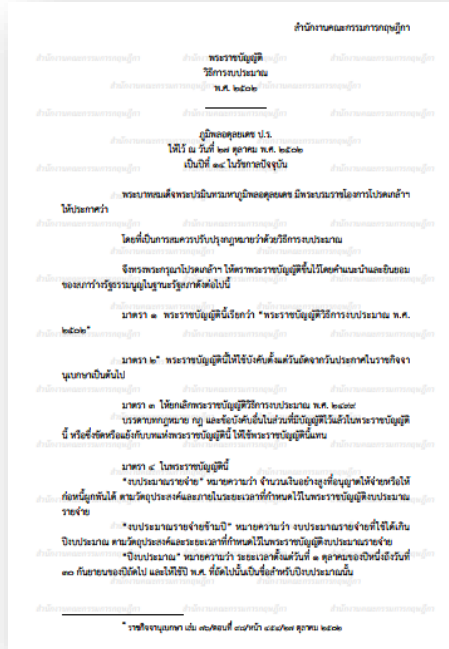 สำนักงานคณะกรรมการกฤษฎีกา
พระราชบัญญัติ
วิธีการงบประมาณ
พ.ศ. ๒๕๐๒
ภูมิพลอดุลยเดช ป.ร.
ให้ไว้ ณ วันที่ ๒๗ ตุลาคม พ.ศ. ๒๕๐๒
เป็นปีที่ ๑๔ ในรัชกาลปัจจุบัน
พระบาทสมเด็จพระปรมินทรมหาภูมิพลอดุลยเดช มีพระบรมราชโองการโปรดเกล้าฯ
ให้ประกาศว่า
โดยที่เป็นการสมควรปรับปรุงกฎหมายว่าด้วยวิธีการงบประมาณ
จึงทรงพระกรุณาโปรดเกล้าฯ ให้ตราพระราชบัญญัติขึ้นไว้โดยคำแนะนำและยินยอม
ของสภาร่างรัฐธรรมนูญในฐานะรัฐสภาดังต่อไปนี้
มาตรา ๑ พระราชบัญญัตินี้เรียกว่า “พระราชบัญญัติวิธีการงบประมาณ พ.ศ.
๒๕๐๒”
มาตรา ๒* พระราชบัญญัตินี้ให้ใช้บังคับตั้งแต่วันถัดจากวันประกาศในราชกิจจา
นุเบกษาเป็นต้นไป
มาตรา ๓ ให้ยกเลิกพระราชบัญญัติวิธีการงบประมาณ พ.ศ. ๒๔๙๙
บรรดาบทกฎหมาย กฎ และข้อบังคับอื่นในส่วนที่มีบัญญัติไว้แล้วในพระราชบัญญัติ
นี้ หรือซึ่งขัดหรือแย้งกับบทแห่งพระราชบัญญัตินี้ ให้ใช้พระราชบัญญัตินี้แทน
มาตรา ๔ ในพระราชบัญญัตินี้
“งบประมาณรายจ่าย” หมายความว่า จำนวนเงินอย่างสูงที่อนุญาตให้จ่ายหรือให้
ก่อหนี้ผูกพันได้ ตามวัตถุประสงค์และภายในระยะเวลาที่กำหนดไว้ในพระราชบัญญัติงบประมาณ
รายจ่าย
“งบประมาณรายจ่ายข้ามปี” หมายความว่า งบประมาณรายจ่ายที่ใช้ได้เกิน
ปีงบประมาณ ตามวัตถุประสงค์และระยะเวลาที่กำหนดไว้ในพระราชบัญญัติงบประมาณรายจ่าย
“ปีงบประมาณ” หมายความว่า ระยะเวลาตั้งแต่วันที่ ๑ ตุลาคมของปีหนึ่งถึงวันที่
๓๐ กันยายนของปีถัดไป และให้ใช้ปี พ.ศ. ที่ถัดไปนั้นเป็นชื่อสำหรับปีงบประมาณนั้น
* ราชกิจจานุเบกษา เล่ม ๗๖/ตอนที่ ๙๘/หน้า ๔๕๔/๒๗ ตุลาคม ๒๕๐๒